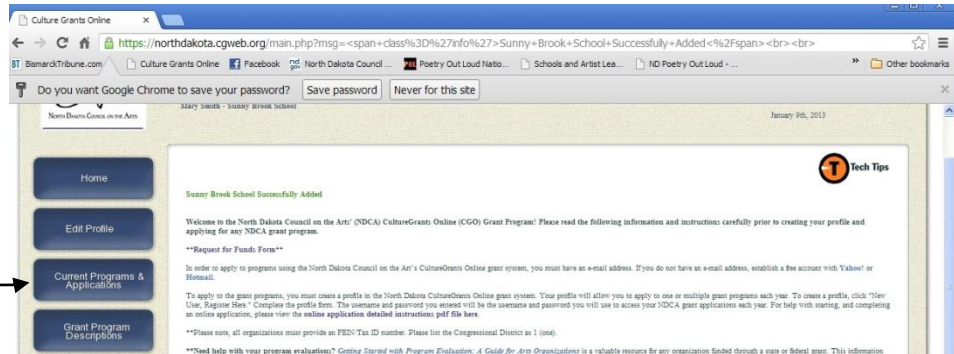 Culture Grants Online
https://northdakota.cgweb.org/main.php?msg=<span+class%3D%27info%27>Sunny+Brook+School+Successfully+Added<%2Fspan><br><br>
BT BismarckTribune.com Culture Grants Online Facebook nd.gov North Dakota Council ... POL Poetry Out Loud Natio... Schools and Artist Lea... ND Poetry Out Loud - ... » Other bookmarks
Do you want Google Chrome to save your password? Save password Never for this site
Mary Smith - Sunny Brook School
North Dakota Council on the Arts
January 9th, 2013
T Tech Tips
Home
Sunny Brook School Successfully Added
Edit Profile
Welcome to the North Dakota Council on the Arts' (NDCA) CultureGrants Online (CGO) Grant Program! Please read the following information and instructions carefully prior to creating your profile and
applying for any NDCA grant program.
**Request for Funds Form**
Current Programs &
Applications
In order to apply to programs using the North Dakota Council on the Art's CultureGrants Online grant system, you must have an e-mail address. If you do not have an e-mail address, establish a free account with Yahoo! or
Hotmail.
To apply to the grant programs, you must create a profile in the North Dakota CultureGrants Online grant system. Your profile will allow you to apply to one or multiple grant programs each year. To create a profile, click "New
User, Register Here." Complete the profile form. The username and password you entered will be the username and password you will use to access your NDCA grant applications each year. For help with starting, and completing
an online application, please view the online application detailed instructions pdf file here.
Grant Program
Descriptions
**Please note, all organizations must provide an FEIN/Tax ID number. Please list the Congressional District as 1 (one).
**Need help with your program evaluations? Getting Started with Program Evaluation: A Guide for Arts Organizations is a valuable resource for any organization funded through a state or federal grant. This information